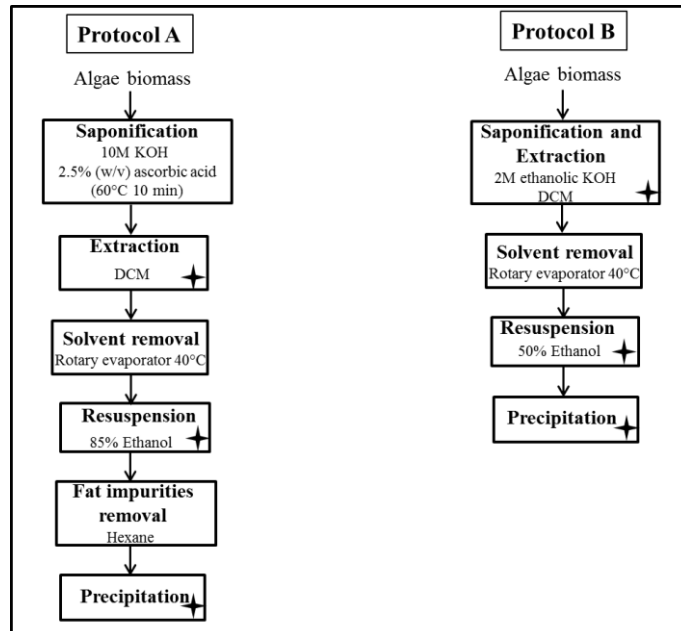 Protocol A
Algae biomass
Saponification
10M KOH
2.5% (w/v) ascorbic acid
(60°C 10 min)
Extraction
DCM
Solvent removal
Rotary evaporator 40°C
Resuspension
85% Ethanol
Fat impurities
removal
Hexane
Precipitation
Protocol B
Algae biomass
Saponification and
Extraction
2M ethanolic KOH
DCM
Solvent removal
Rotary evaporator 40°C
Resuspension
50% Ethanol
Precipitation